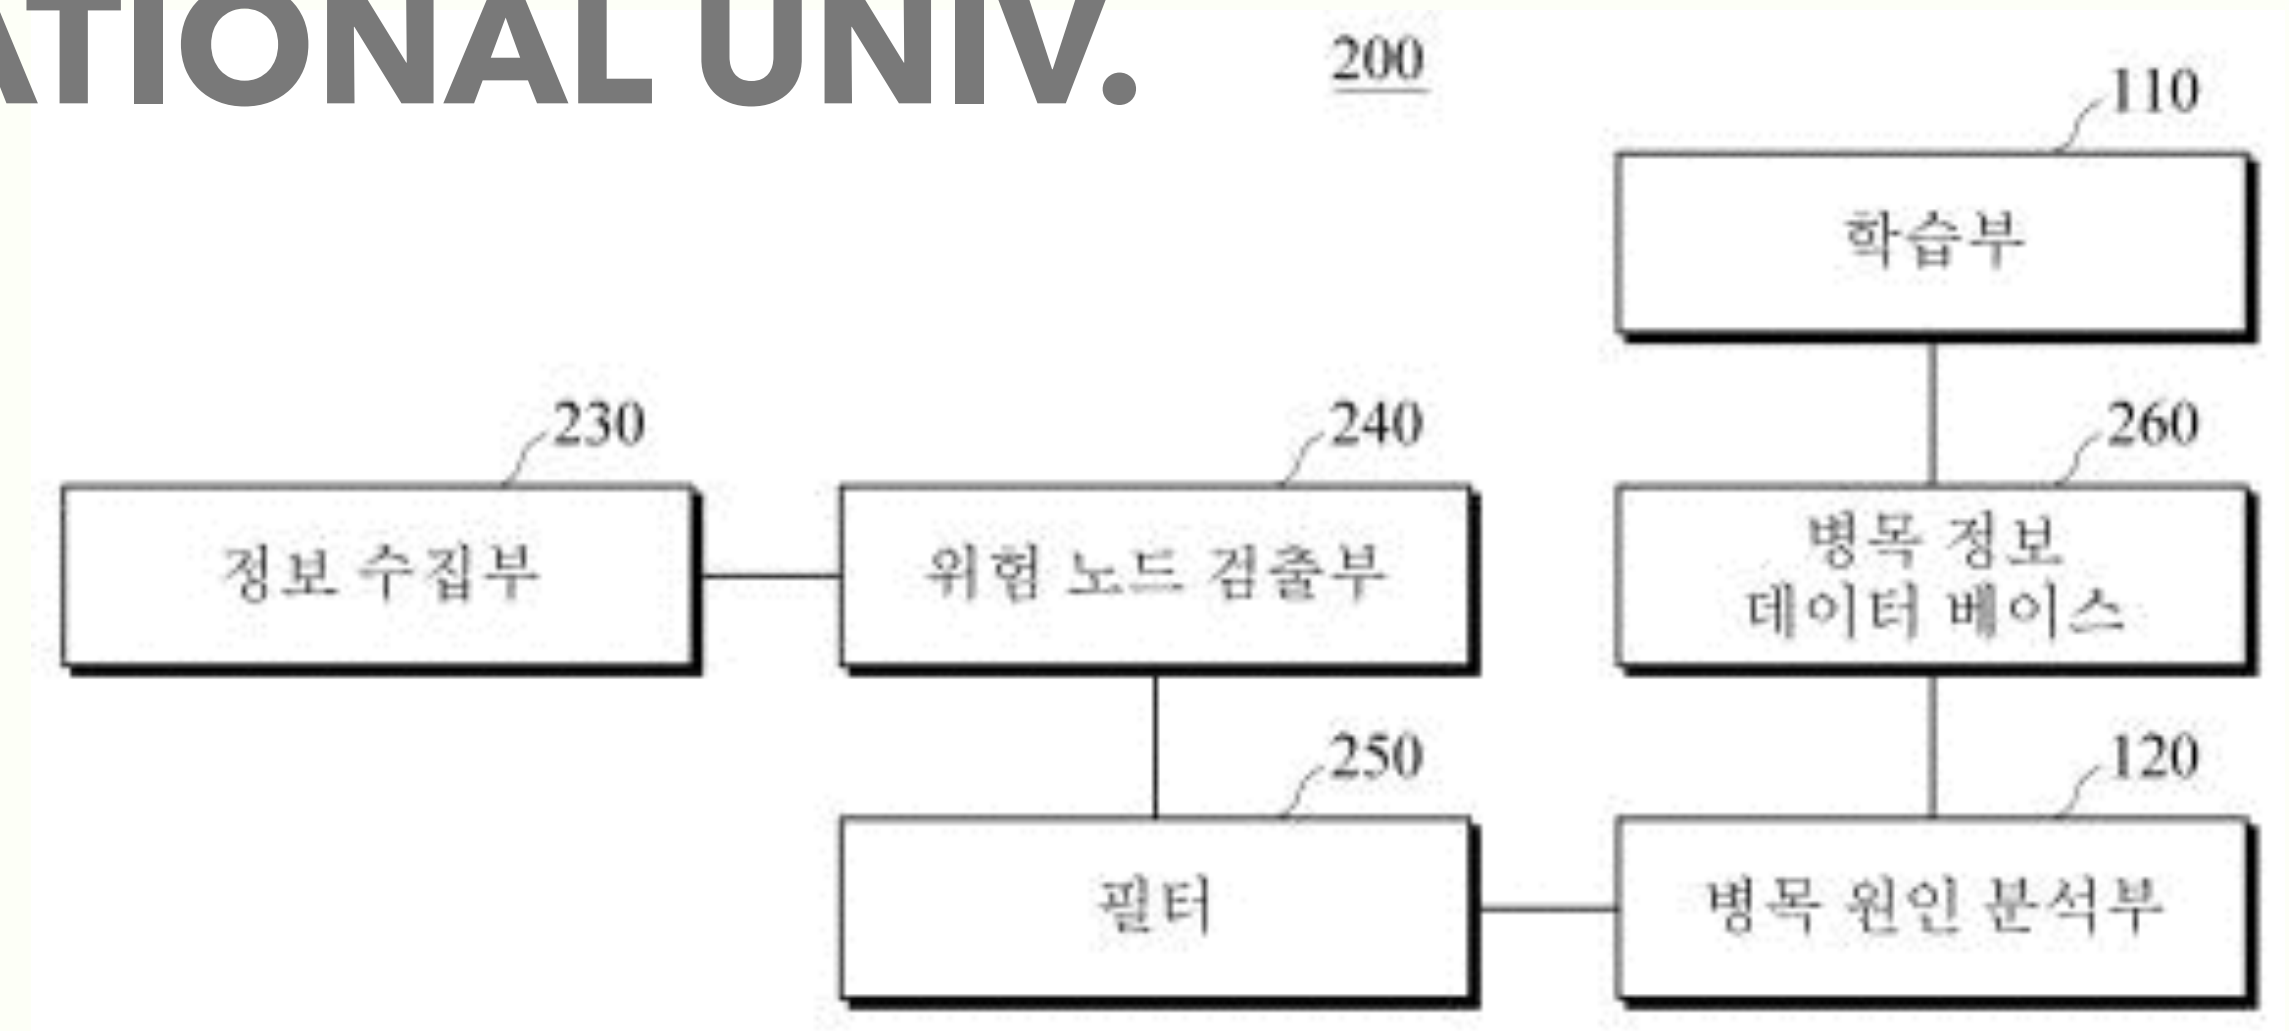 ATIONAL UNIV.
200
110
학습부
230
240
260
정보 수집부
위험 노드 검출부
병목 정보
데이터 베이스
250
120
필터
병목 원인 분석부